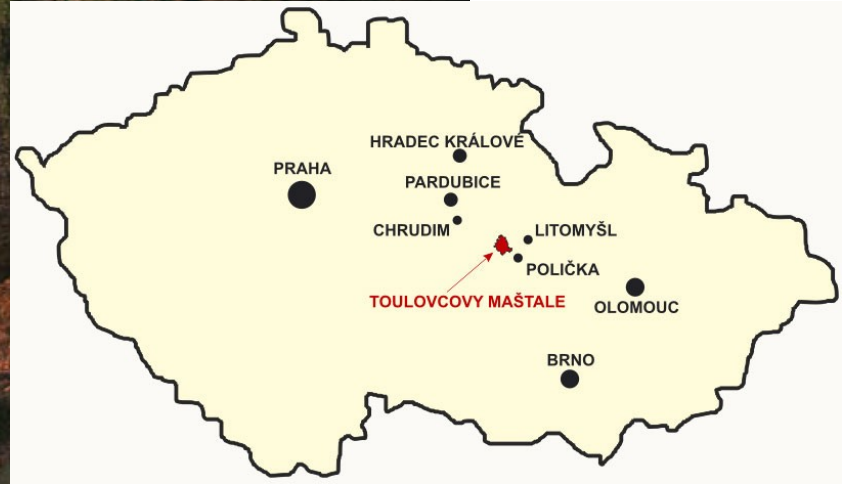 HRADEC KRÁLOVÉ
PRAHA
PARDUBICE
CHRUDIM
LITOMYŠL
POLIČKA
TOULOVCOVY MAŠTALE
OLOMOUC
BRNO